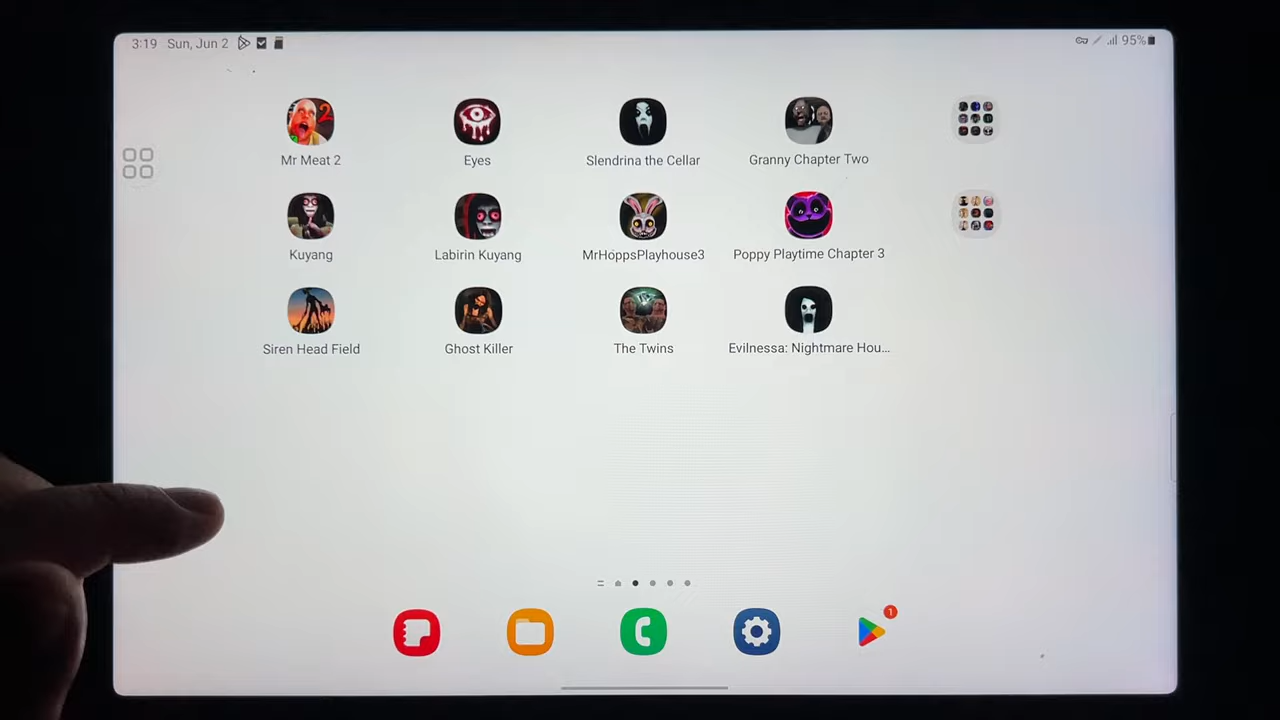 3:19 Sun, Jun 2 95%
Mr Meat 2 Eyes Slendrina the Cellar Granny Chapter Two
Kuyang Labirin Kuyang MrHoppsPlayhouse3 Poppy Playtime Chapter 3
Siren Head Field Ghost Killer The Twins Evilnessa: Nightmare Hou...
1